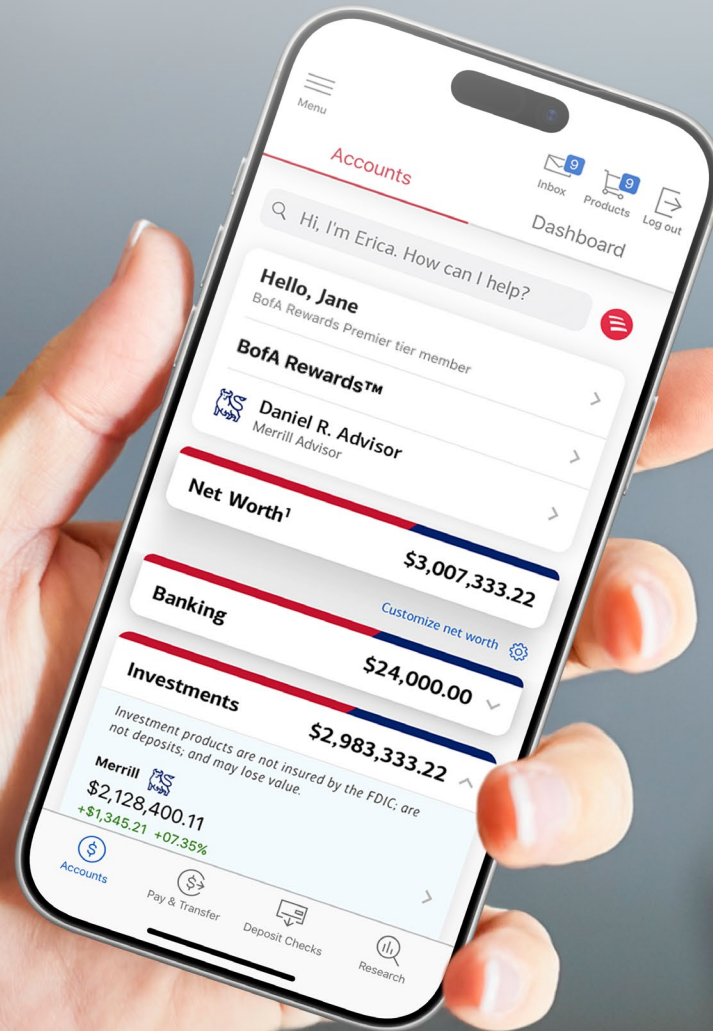 Menu
9
Inbox
9
Products
Log out
Accounts
Dashboard
Hi, I'm Erica. How can I help?
Hello, Jane
BofA Rewards Premier tier member
BofA Rewards™
Daniel R. Advisor
Merrill Advisor
Net Worth¹
$3,007,333.22
Customize net worth
Banking
$24,000.00
Investments
$2,983,333.22
Investment products are not insured by the FDIC; are
not deposits; and may lose value.
Merrill
$2,128,400.11
+$1,345.21 +07.35%
Accounts
Pay & Transfer
Deposit Checks
Research